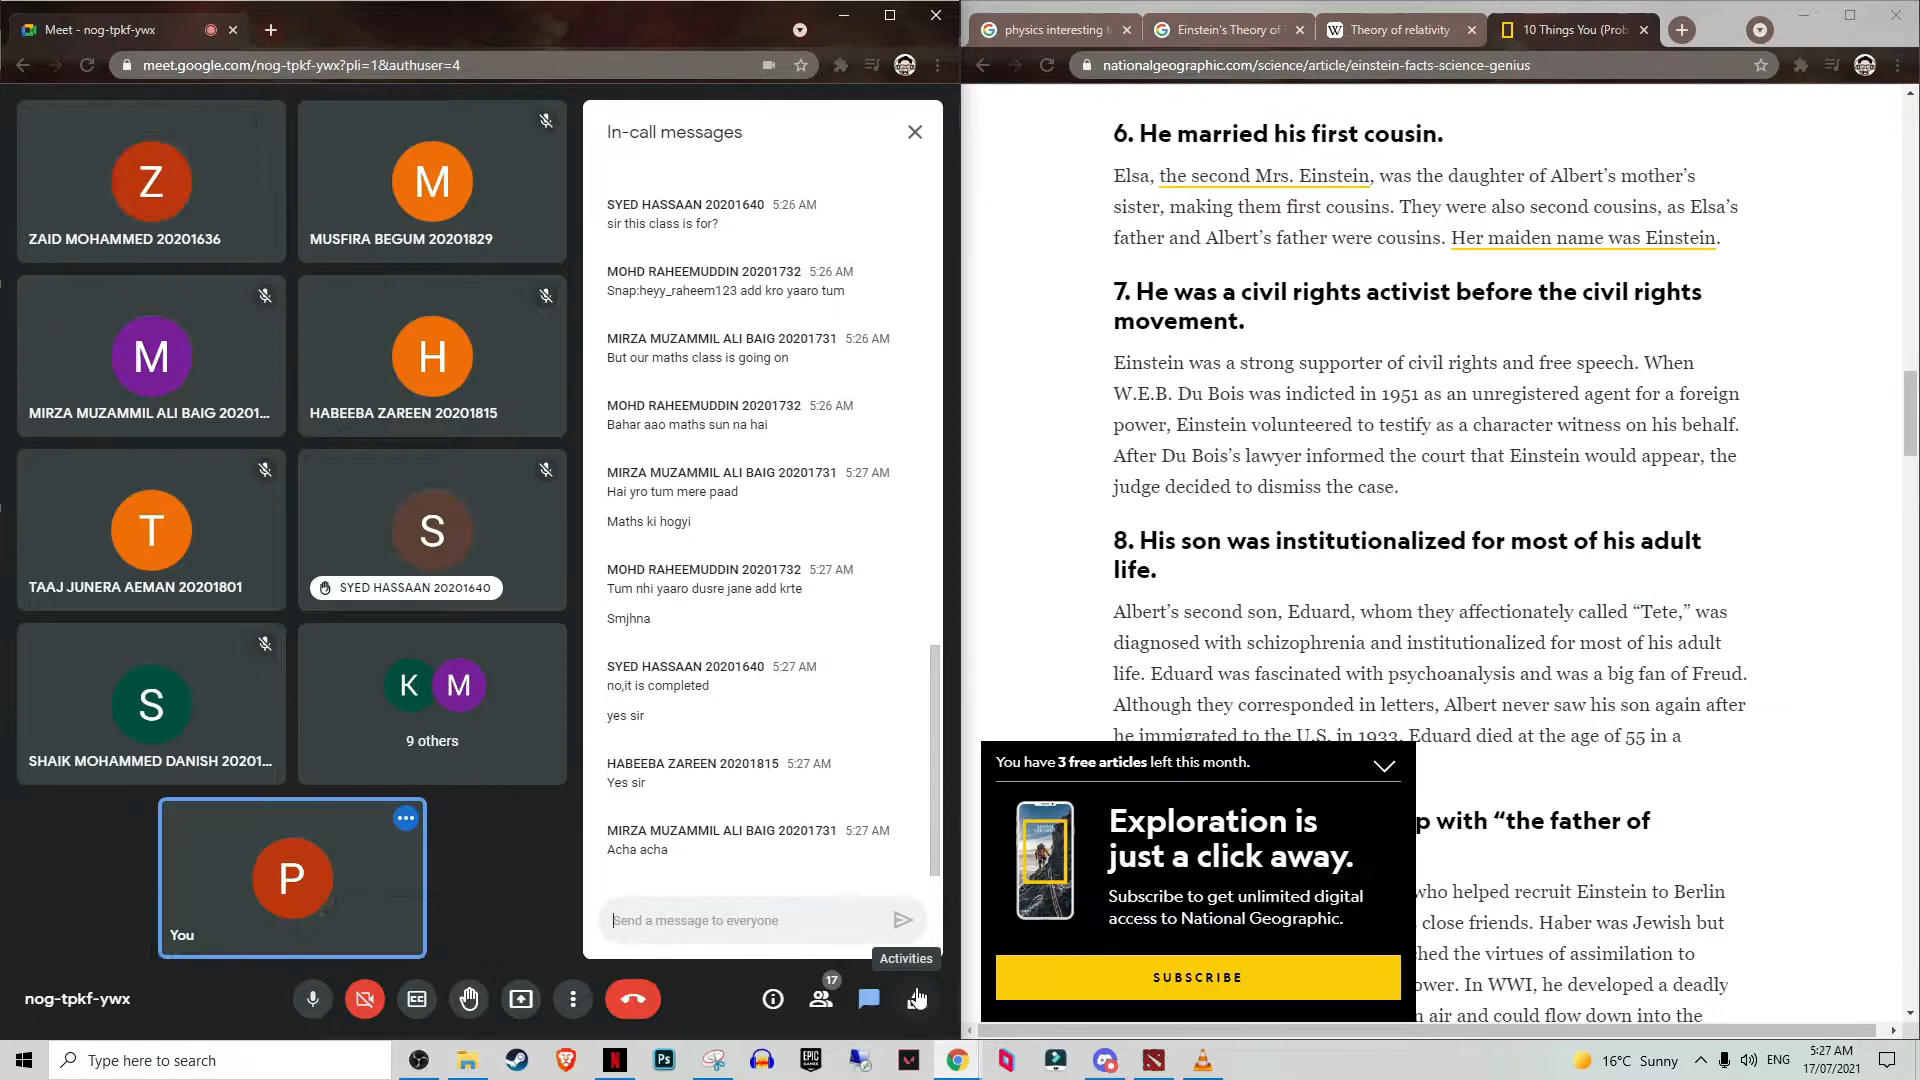 Meet - nog-tpkf-ywx
meet.google.com/nog-tpkf-ywx?pli=1&authuser=4
Z
ZAID MOHAMMED 20201636
M
MUSFIRA BEGUM 20201829
M
MIRZA MUZAMMIL ALI BAIG 20201...
H
HABEEBA ZAREEN 20201815
T
TAAJ JUNERA AEMAN 20201801
S
SYED HASSAAN 20201640
S
SHAIK MOHAMMED DANISH 20201...
K M
9 others
P
You
In-call messages
SYED HASSAAN 20201640 5:26 AM
sir this class is for?
MOHD RAHEEMUDDIN 20201732 5:26 AM
Snap:heyy_raheem123 add kro yaaro tum
MIRZA MUZAMMIL ALI BAIG 20201731 5:26 AM
But our maths class is going on
MOHD RAHEEMUDDIN 20201732 5:26 AM
Bahar aao maths sun na hai
MIRZA MUZAMMIL ALI BAIG 20201731 5:27 AM
Hai yro tum mere paad
Maths ki hogyi
MOHD RAHEEMUDDIN 20201732 5:27 AM
Tum nhi yaaro dusre jane add krte
Smjhna
SYED HASSAAN 20201640 5:27 AM
no,it is completed
yes sir
HABEEBA ZAREEN 20201815 5:27 AM
Yes sir
MIRZA MUZAMMIL ALI BAIG 20201731 5:27 AM
Acha acha
Send a message to everyone
Activities
nog-tpkf-ywx
17
physics interesting t
Einstein's Theory of
W Theory of relativity
10 Things You (Prob
nationalgeographic.com/science/article/einstein-facts-science-genius
6. He married his first cousin.
Elsa, the second Mrs. Einstein, was the daughter of Albert’s mother’s
sister, making them first cousins. They were also second cousins, as Elsa’s
father and Albert’s father were cousins. Her maiden name was Einstein.
7. He was a civil rights activist before the civil rights
movement.
Einstein was a strong supporter of civil rights and free speech. When
W.E.B. Du Bois was indicted in 1951 as an unregistered agent for a foreign
power, Einstein volunteered to testify as a character witness on his behalf.
After Du Bois’s lawyer informed the court that Einstein would appear, the
judge decided to dismiss the case.
8. His son was institutionalized for most of his adult
life.
Albert’s second son, Eduard, whom they affectionately called “Tete,” was
diagnosed with schizophrenia and institutionalized for most of his adult
life. Eduard was fascinated with psychoanalysis and was a big fan of Freud.
Although they corresponded in letters, Albert never saw his son again after
he immigrated to the U.S. in 1933. Eduard died at the age of 55 in a
p with “the father of
who helped recruit Einstein to Berlin
close friends. Haber was Jewish but
ched the virtues of assimilation to
ower. In WWI, he developed a deadly
n air and could flow down into the
You have 3 free articles left this month.
Exploration is
just a click away.
Subscribe to get unlimited digital
access to National Geographic.
SUBSCRIBE
Type here to search
16°C Sunny
ENG
5:27 AM
17/07/2021